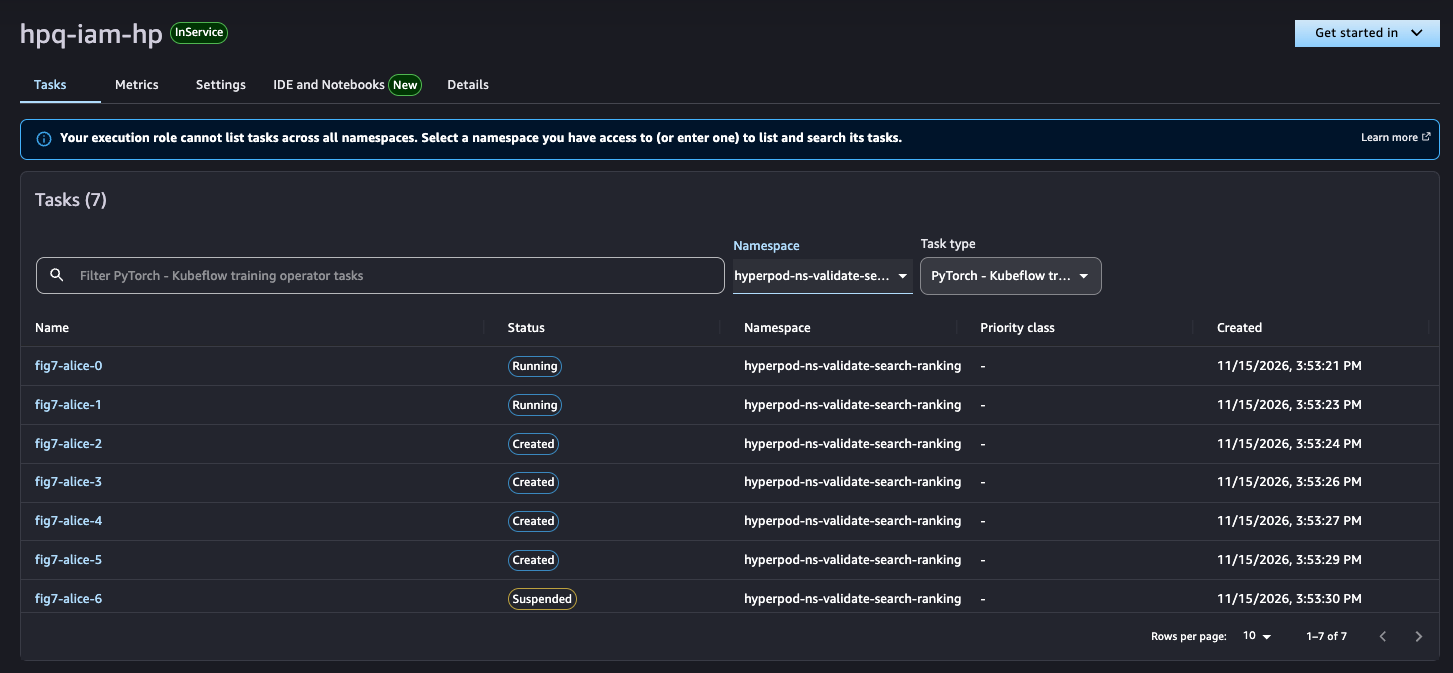 hpq-iam-hp InService Get started in
Tasks Metrics Settings IDE and Notebooks New Details
Your execution role cannot list tasks across all namespaces. Select a namespace you have access to (or enter one) to list and search its tasks. Learn more
Tasks (7)
Namespace Task type
Filter PyTorch - Kubeflow training operator tasks hyperpod-ns-validate-se... PyTorch - Kubeflow tr...
Name Status Namespace Priority class Created
fig7-alice-0 Running hyperpod-ns-validate-search-ranking - 11/15/2026, 3:53:21 PM
fig7-alice-1 Running hyperpod-ns-validate-search-ranking - 11/15/2026, 3:53:23 PM
fig7-alice-2 Created hyperpod-ns-validate-search-ranking - 11/15/2026, 3:53:24 PM
fig7-alice-3 Created hyperpod-ns-validate-search-ranking - 11/15/2026, 3:53:26 PM
fig7-alice-4 Created hyperpod-ns-validate-search-ranking - 11/15/2026, 3:53:27 PM
fig7-alice-5 Created hyperpod-ns-validate-search-ranking - 11/15/2026, 3:53:29 PM
fig7-alice-6 Suspended hyperpod-ns-validate-search-ranking - 11/15/2026, 3:53:30 PM
Rows per page: 10 1–7 of 7